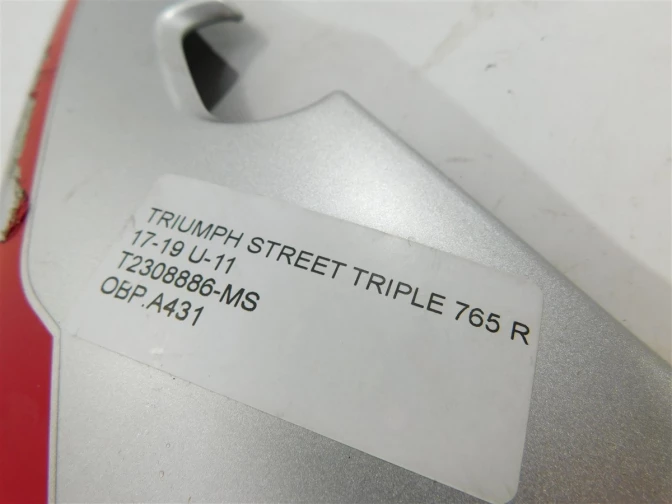 TRIUMPH STREET TRIPLE 765 R
17-19 U-11
T2308886-MS
OBP.A431